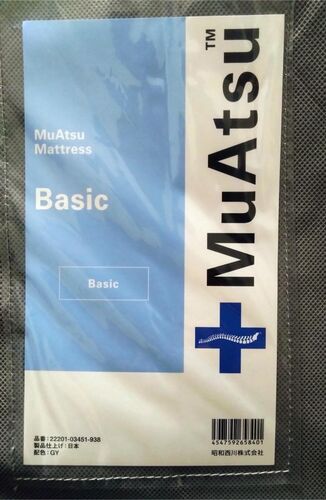 MuAtsu™
MuAtsu
Mattress
Basic
Basic
品番：22201-03451-938
製品仕上げ：日本
配色：GY
4547592658401
昭和西川株式会社